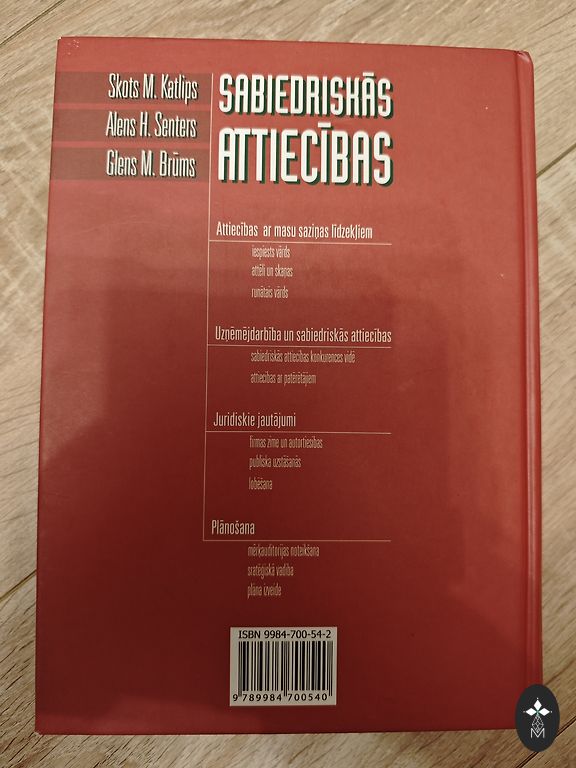 Skots M. Katlips
Alens H. Senters
Glens M. Brūms
SABIEDRISKĀS
ATTIECĪBAS
Attiecības ar masu saziņas līdzekļiem
iespiests vārds
attēli un skaņas
runātais vārds
Uzņēmējdarbība un sabiedriskās attiecības
sabiedriskās attiecības konkurences vidē
attiecības ar patērētājiem
Juridiskie jautājumi
firmas zīme un autortiesības
publiska uzstāšanās
lobēšana
Plānošana
mērķauditorijas noteikšana
sratēģiskā vadība
plāna izveide
ISBN 9984-700-54-2
9 789984 700540
M